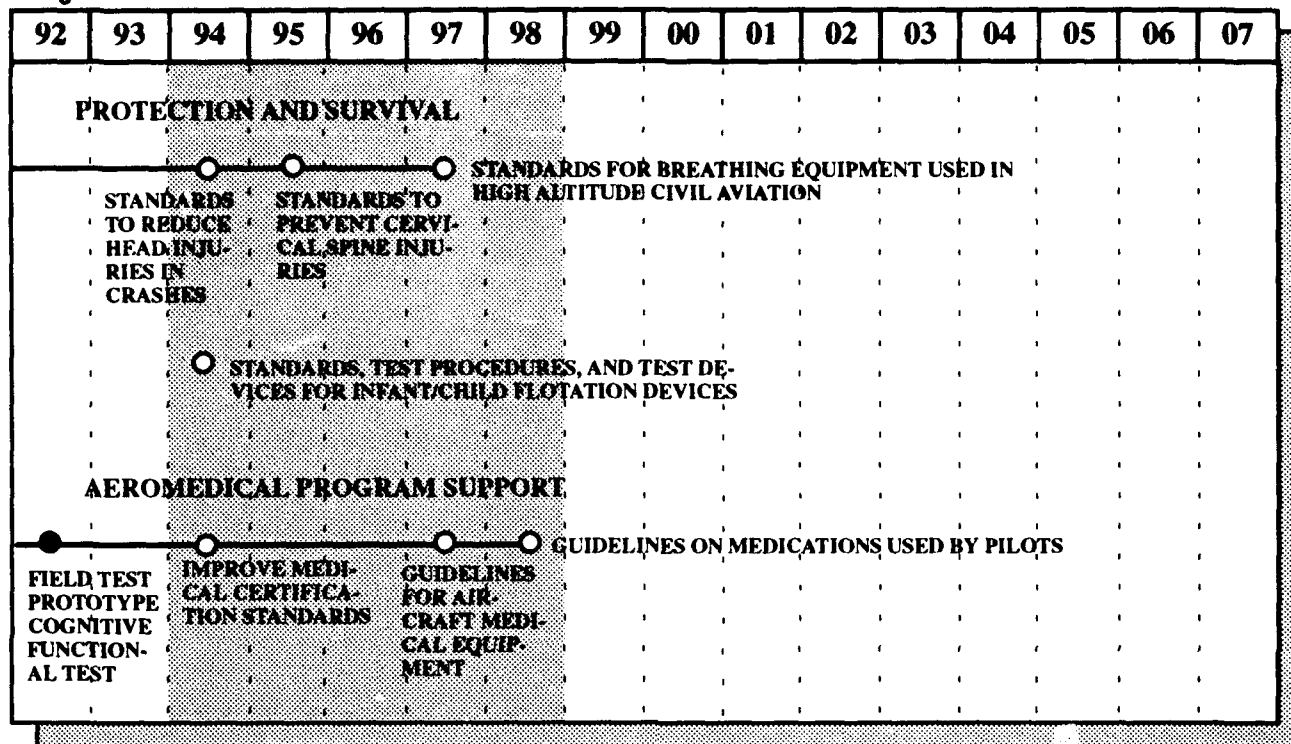 92 93 94 95 96 97 98 99 00 01 02 03 04 05 06 07
PROTECTION AND SURVIVAL
STANDARDS FOR BREATHING EQUIPMENT USED IN
HIGH ALTITUDE CIVIL AVIATION
STANDARDS
TO REDUCE
HEAD INJU-
RIES IN
CRASHES
STANDARDS TO
PREVENT CERVI-
CAL SPINE INJU-
RIES
STANDARDS, TEST PROCEDURES, AND TEST DE-
VICES FOR INFANT/CHILD FLOTATION DEVICES
AEROMEDICAL PROGRAM SUPPORT
GUIDELINES ON MEDICATIONS USED BY PILOTS
FIELD TEST
PROTOTYPE
COGNITIVE
FUNCTION-
AL TEST
IMPROVE MEDI-
CAL CERTIFICA-
TION STANDARDS
GUIDELINES
FOR AIR-
CRAFT MEDI-
CAL EQUIP-
MENT